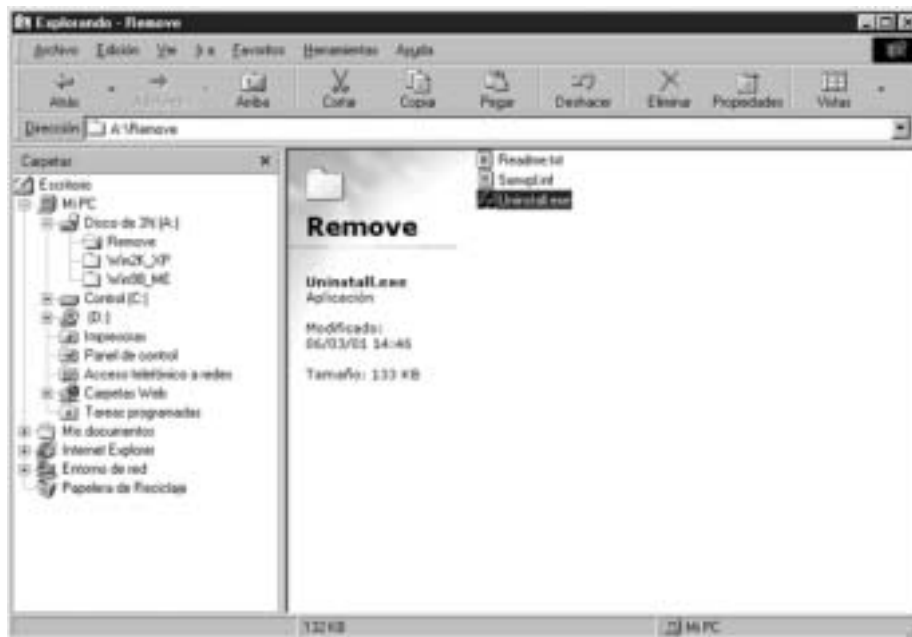 Explorando - Remove
Archivo Edición Ver Ir a Favoritos Herramientas Ayuda
Atrás Adelante Arriba Cortar Copiar Pegar Deshacer Eliminar Propiedades Vistas
Dirección A:\Remove
Carpetas
Escritorio
Mi PC
Disco de 3½ (A:)
Remove
Win2K_XP
Win98_ME
Control (C:)
(D:)
Impresoras
Panel de control
Acceso telefónico a redes
Carpetas Web
Tareas programadas
Mis documentos
Internet Explorer
Entorno de red
Papelera de Reciclaje
Remove
Uninstall.exe
Aplicación
Modificado:
06/03/01 14:46
Tamaño: 133 KB
Readme.txt
Uninstall.exe
132 KB
Mi PC